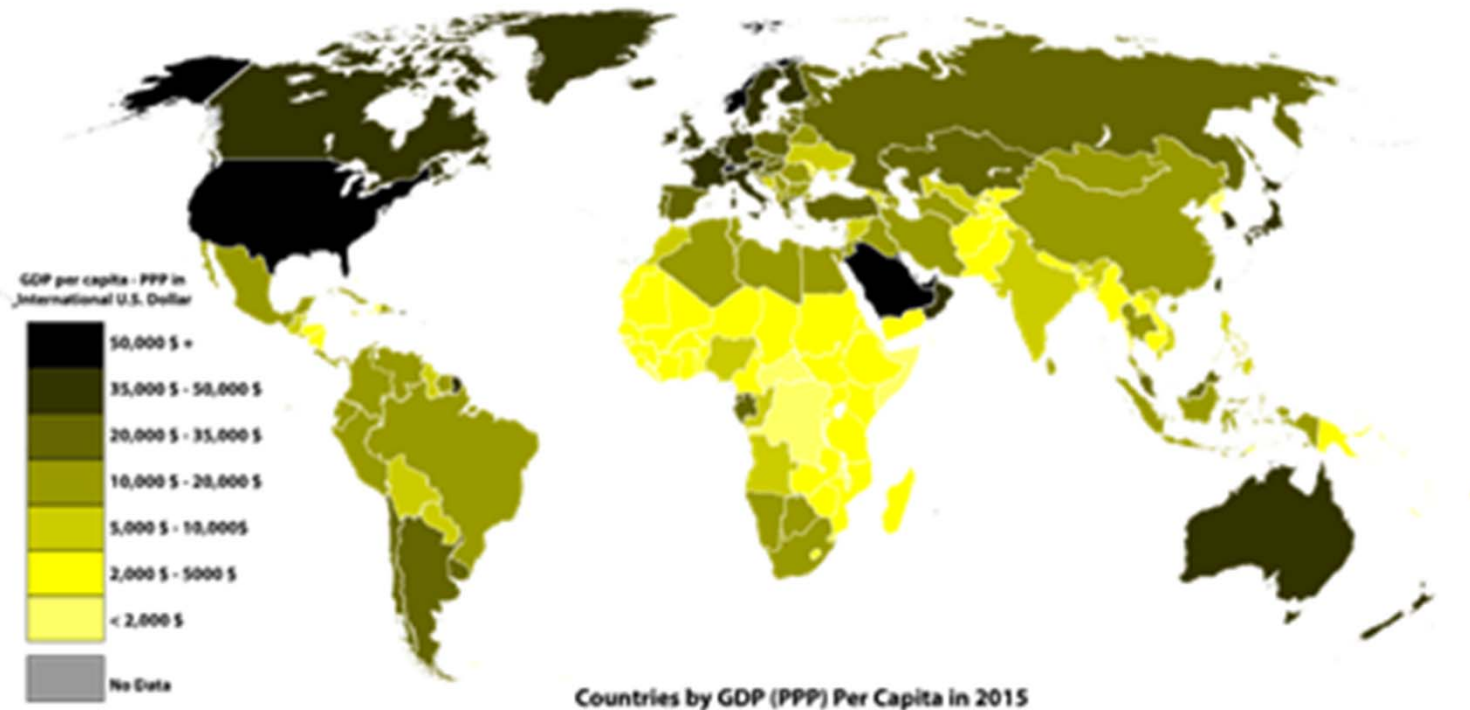 GDP per capita - PPP in
International U.S. Dollar
50,000 $ +
35,000 $ - 50,000 $
20,000 $ - 35,000 $
10,000 $ - 20,000 $
5,000 $ - 10,000$
2,000 $ - 5000 $
< 2,000 $
No Data
Countries by GDP (PPP) Per Capita in 2015